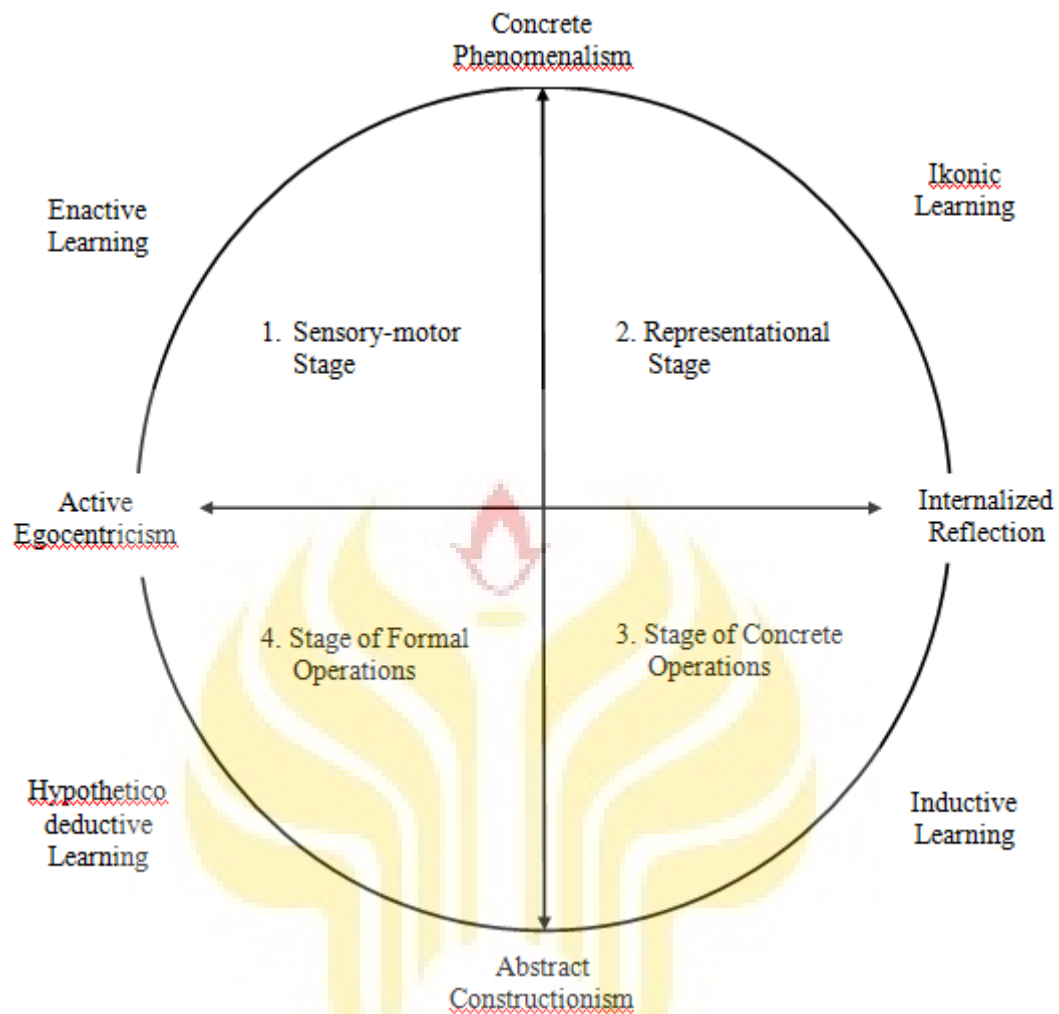 Concrete
Phenomenalism
Enactive
Learning
Ikonic
Learning
1. Sensory-motor
Stage
2. Representational
Stage
Active
Egocentricism
Internalized
Reflection
4. Stage of Formal
Operations
3. Stage of Concrete
Operations
Hypothetico
deductive
Learning
Inductive
Learning
Abstract
Constructionism